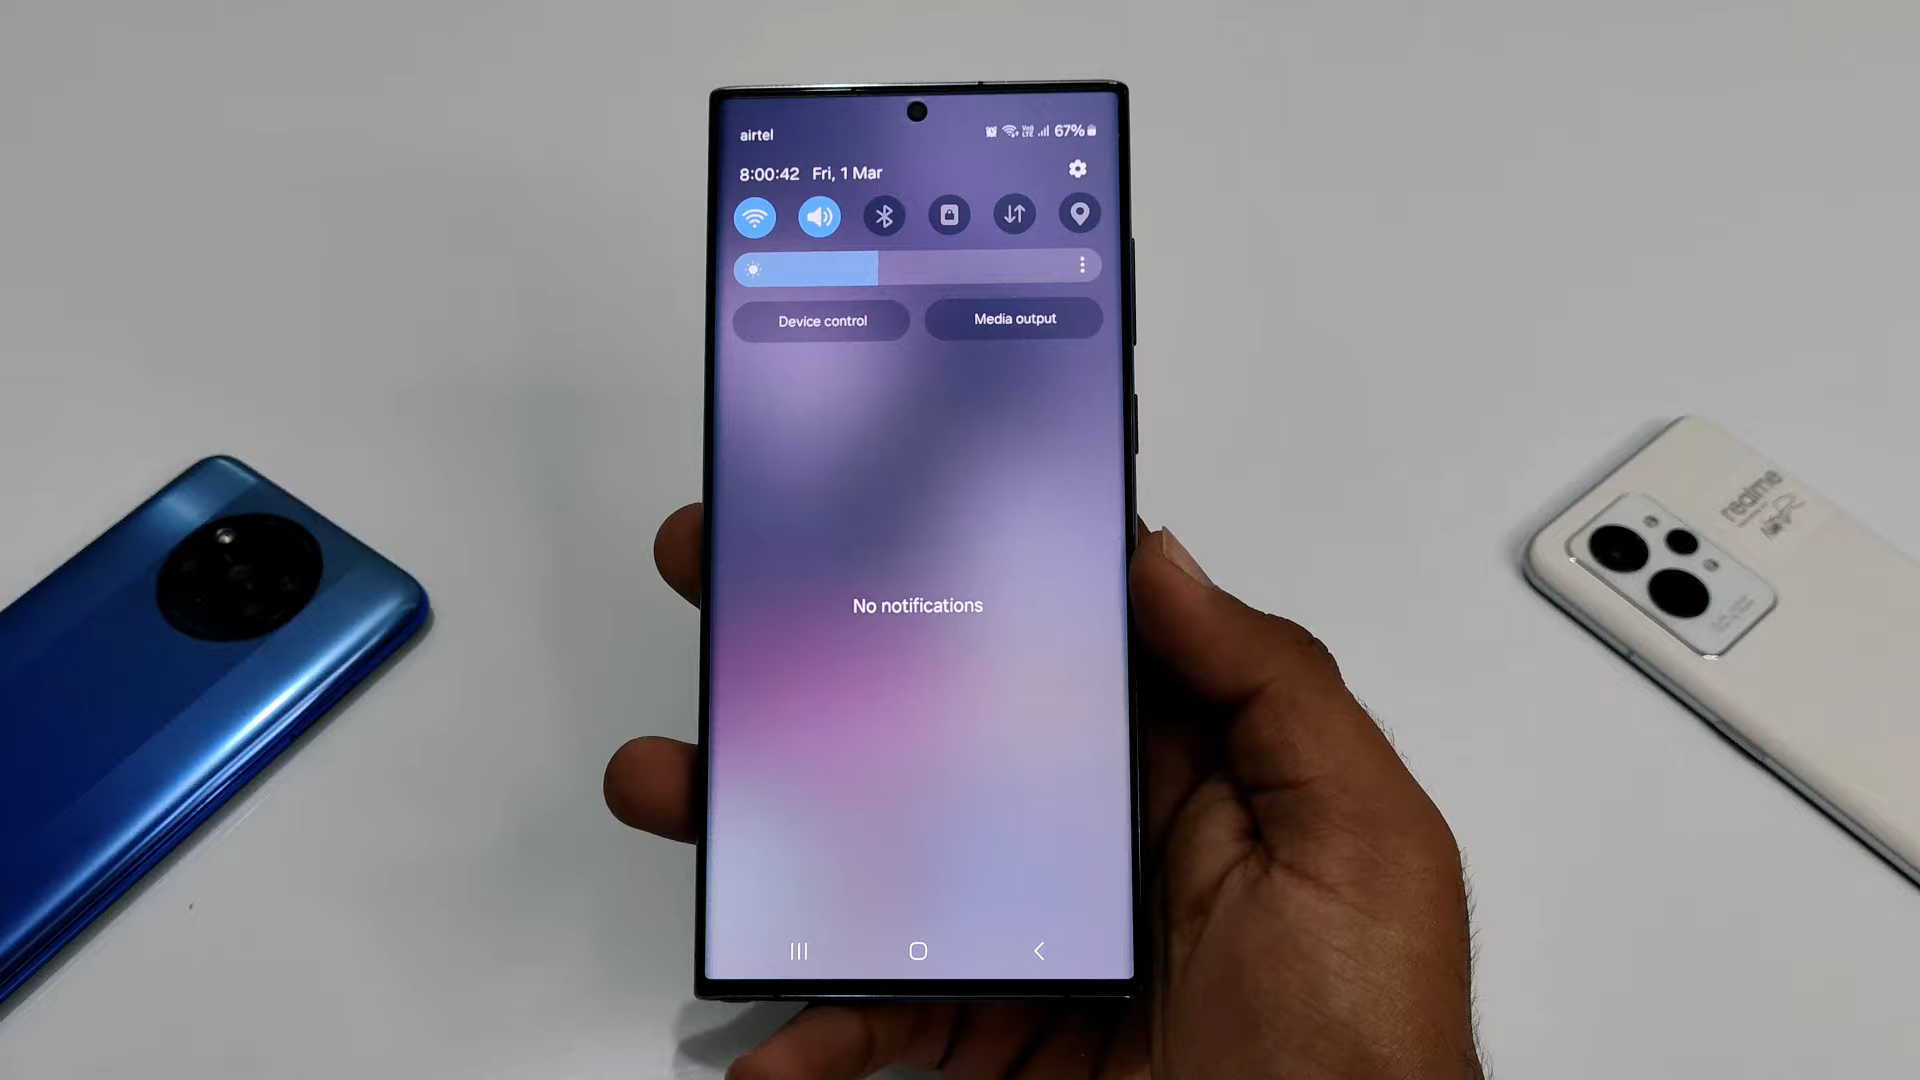 airtel
67%
8:00:42 Fri, 1 Mar
Device control
Media output
No notifications
realme